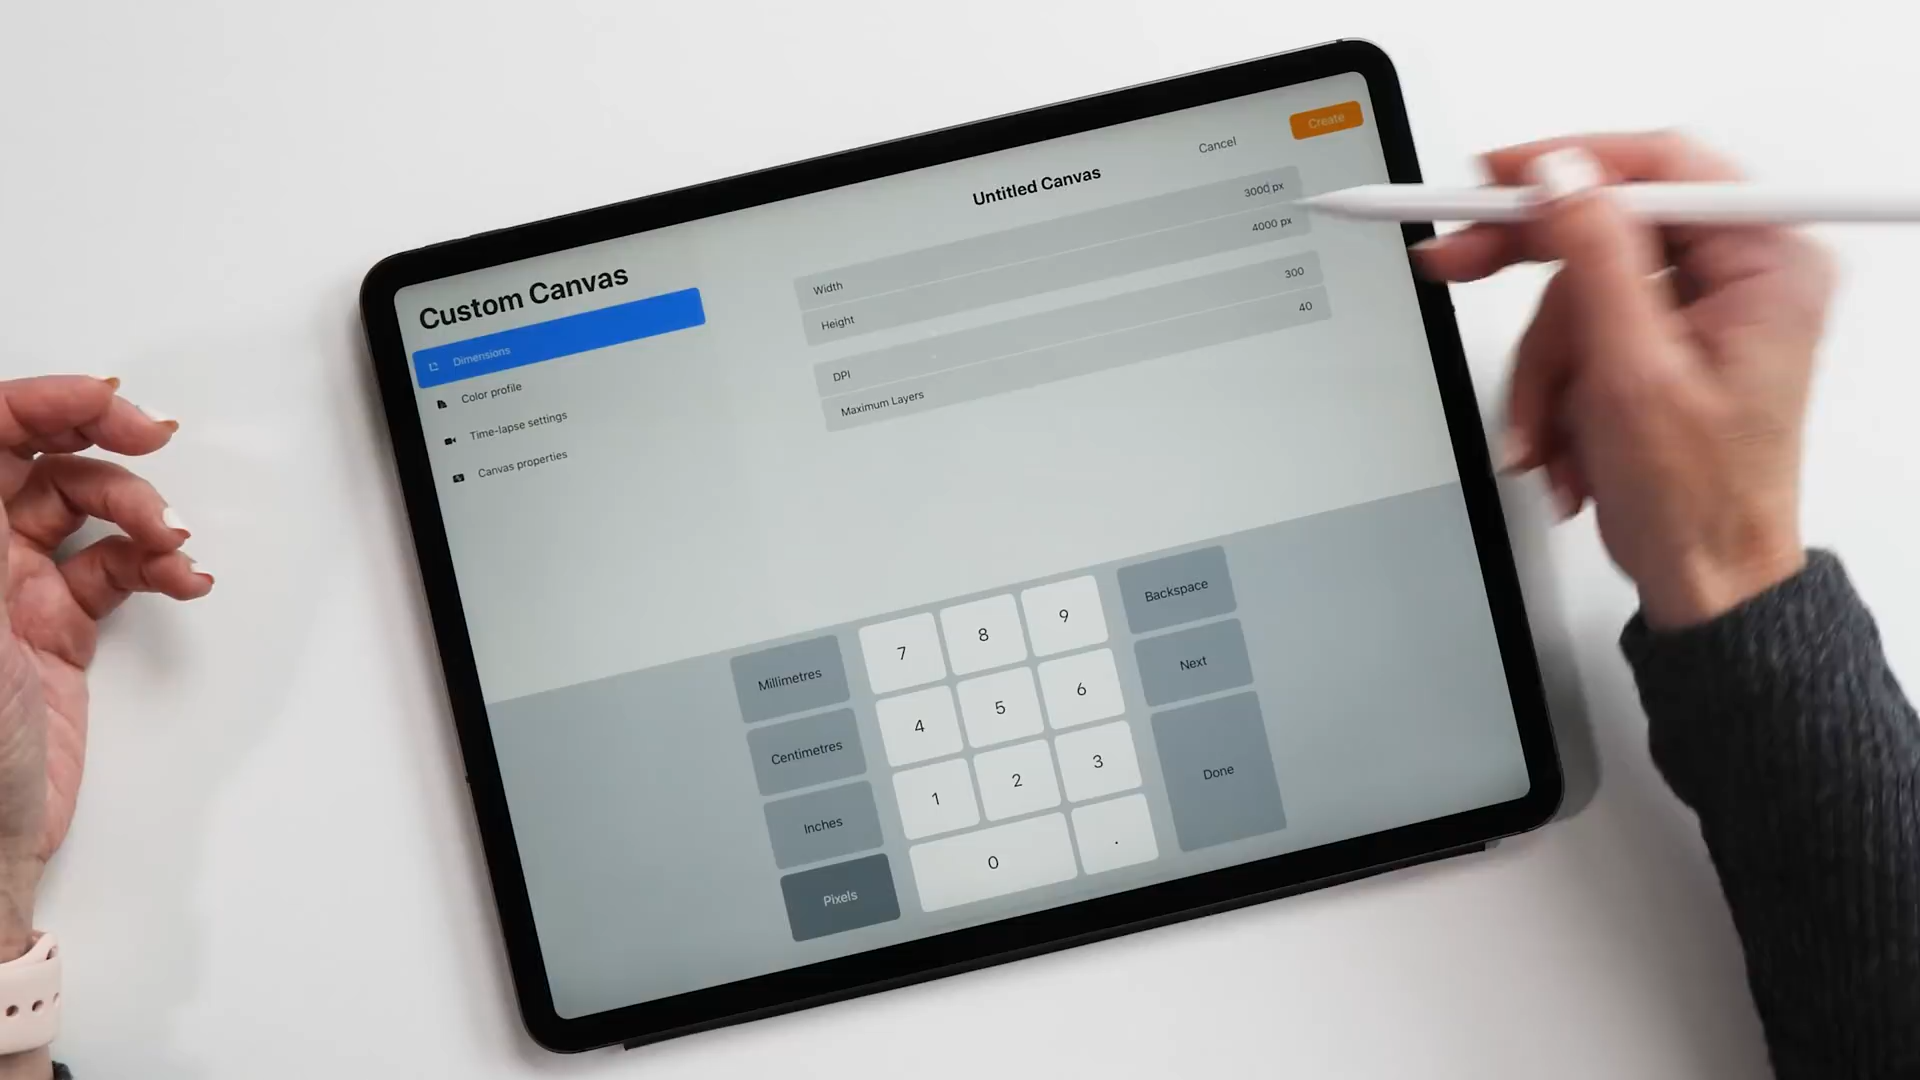 Create
Cancel
Untitled Canvas
Custom Canvas
Dimensions
Color profile
Time-lapse settings
Canvas properties
Width 3000 px
Height 4000 px
DPI 300
Maximum Layers 40
Millimetres 7 8 9 Backspace
Centimetres 4 5 6 Next
Inches 1 2 3 Done
Pixels 0 .